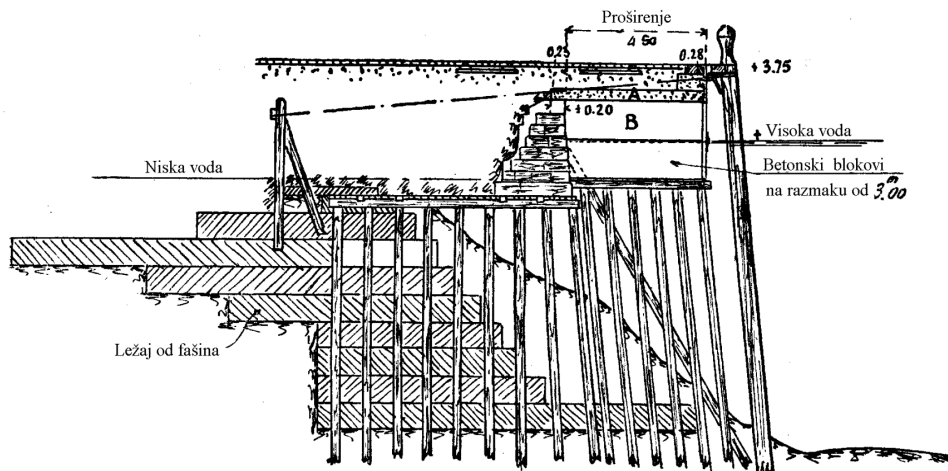 Proširenje
4 50
0.25
0.28
+ 3.75
A
+ 0.20
B
Visoka voda
Niska voda
Betonski blokovi
na razmaku od 3.00 m
Ležaj od fašina